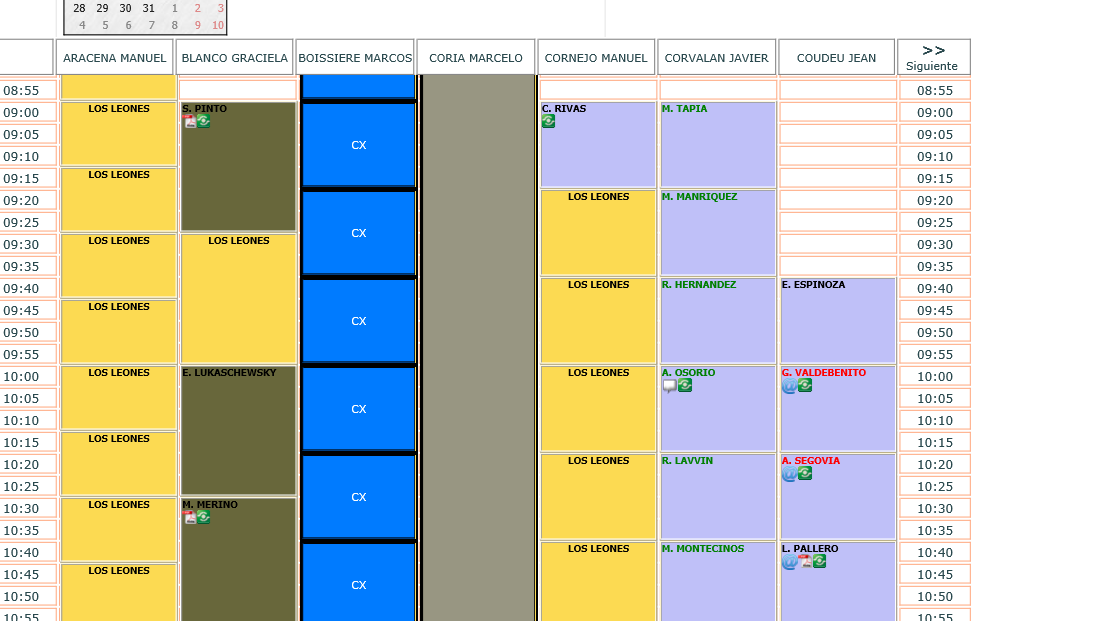 28 29 30 31 1 2 3
4 5 6 7 8 9 10
ARACENA MANUEL BLANCO GRACIELA BOISSIERE MARCOS CORIA MARCELO CORNEJO MANUEL CORVALAN JAVIER COUDEU JEAN >>
Siguiente
08:55 08:55
09:00 LOS LEONES S. PINTO C. RIVAS M. TAPIA 09:00
09:05 09:05
09:10 CX 09:10
09:15 LOS LEONES 09:15
09:20 LOS LEONES M. MANRIQUEZ 09:20
09:25 09:25
09:30 LOS LEONES LOS LEONES CX 09:30
09:35 09:35
09:40 LOS LEONES R. HERNANDEZ E. ESPINOZA 09:40
09:45 LOS LEONES 09:45
09:50 CX 09:50
09:55 09:55
10:00 LOS LEONES E. LUKASCHEWSKY LOS LEONES A. OSORIO G. VALDEBENITO 10:00
10:05 10:05
10:10 CX 10:10
10:15 LOS LEONES 10:15
10:20 LOS LEONES R. LAVVIN A. SEGOVIA 10:20
10:25 10:25
10:30 LOS LEONES M. MERINO CX 10:30
10:35 10:35
10:40 LOS LEONES M. MONTECINOS L. PALLERO 10:40
10:45 LOS LEONES 10:45
10:50 CX 10:50
10:55 10:55